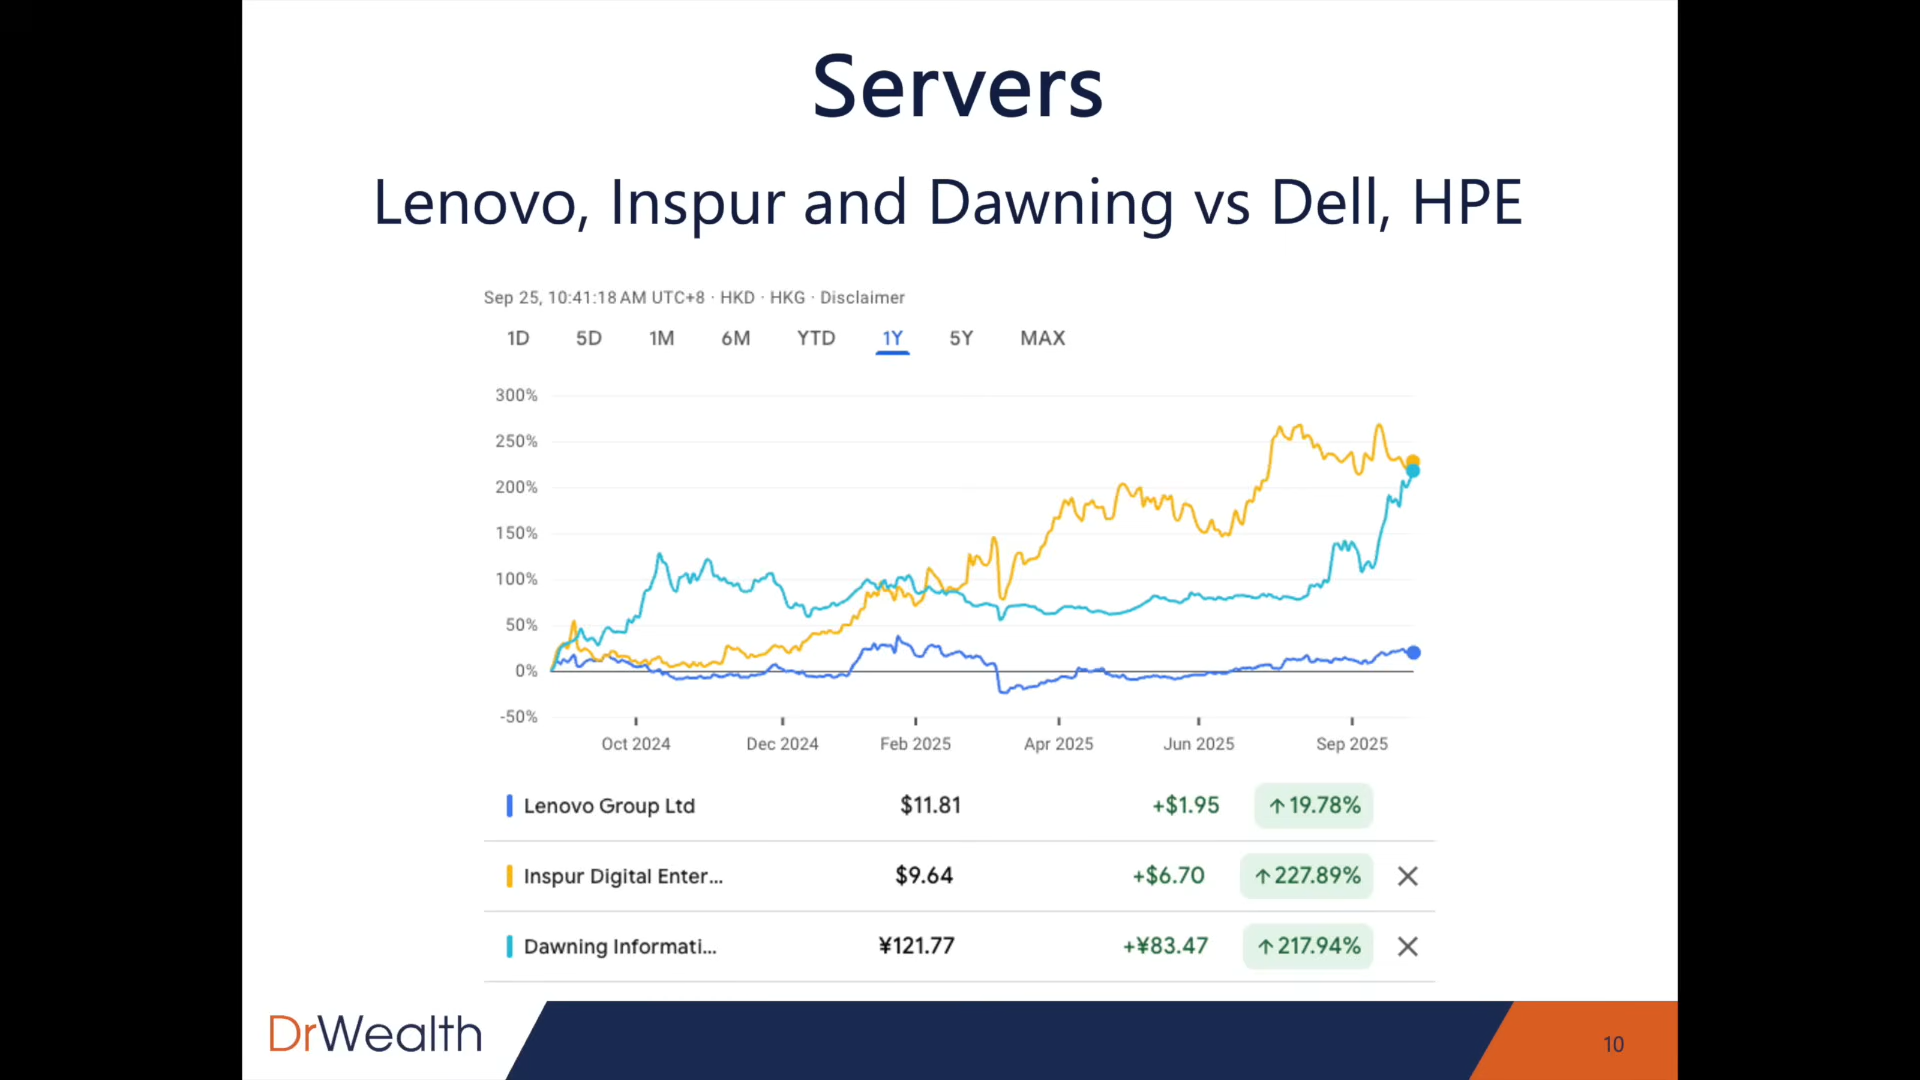 Servers
Lenovo, Inspur and Dawning vs Dell, HPE
Sep 25, 10:41:18 AM UTC+8 · HKD · HKG · Disclaimer
1D 5D 1M 6M YTD 1Y 5Y MAX
300%
250%
200%
150%
100%
50%
0%
-50%
Oct 2024 Dec 2024 Feb 2025 Apr 2025 Jun 2025 Sep 2025
Lenovo Group Ltd $11.81 +$1.95 ↑ 19.78%
Inspur Digital Enter... $9.64 +$6.70 ↑ 227.89%
Dawning Informati... ¥121.77 +¥83.47 ↑ 217.94%
DrWealth
10